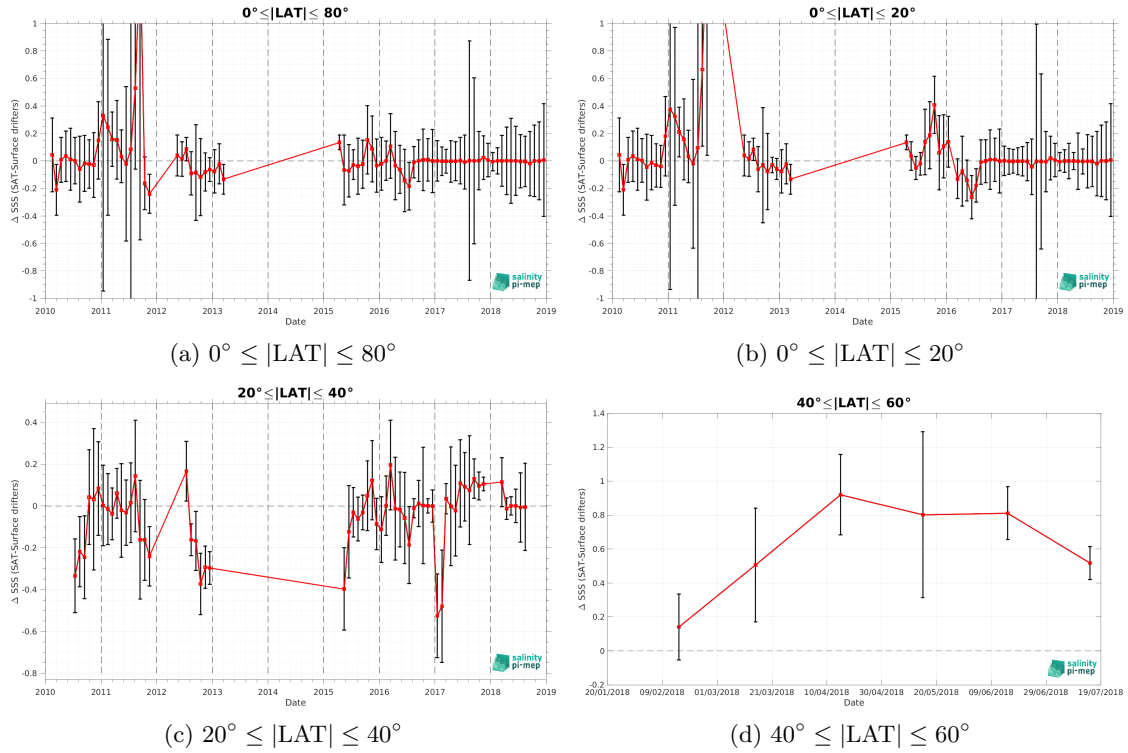 0°≤|LAT|≤ 80°
Δ SSS (SAT-Surface drifters)
1
0.8
0.6
0.4
0.2
0
-0.2
-0.4
-0.6
-0.8
-1
2010 2011 2012 2013 2014 2015 2016 2017 2018 2019
Date
salinity
pi-mep
(a) 0° ≤ |LAT| ≤ 80°
0°≤|LAT|≤ 20°
Δ SSS (SAT-Surface drifters)
1
0.8
0.6
0.4
0.2
0
-0.2
-0.4
-0.6
-0.8
-1
2010 2011 2012 2013 2014 2015 2016 2017 2018 2019
Date
salinity
pi-mep
(b) 0° ≤ |LAT| ≤ 20°
20°≤|LAT|≤ 40°
Δ SSS (SAT-Surface drifters)
0.4
0.2
0
-0.2
-0.4
-0.6
-0.8
2010 2011 2012 2013 2014 2015 2016 2017 2018 2019
Date
salinity
pi-mep
(c) 20° ≤ |LAT| ≤ 40°
40°≤|LAT|≤ 60°
Δ SSS (SAT-Surface drifters)
1.4
1.2
1
0.8
0.6
0.4
0.2
0
-0.2
20/01/2018 09/02/2018 01/03/2018 21/03/2018 10/04/2018 30/04/2018 20/05/2018 09/06/2018 29/06/2018 19/07/2018
Date
salinity
pi-mep
(d) 40° ≤ |LAT| ≤ 60°